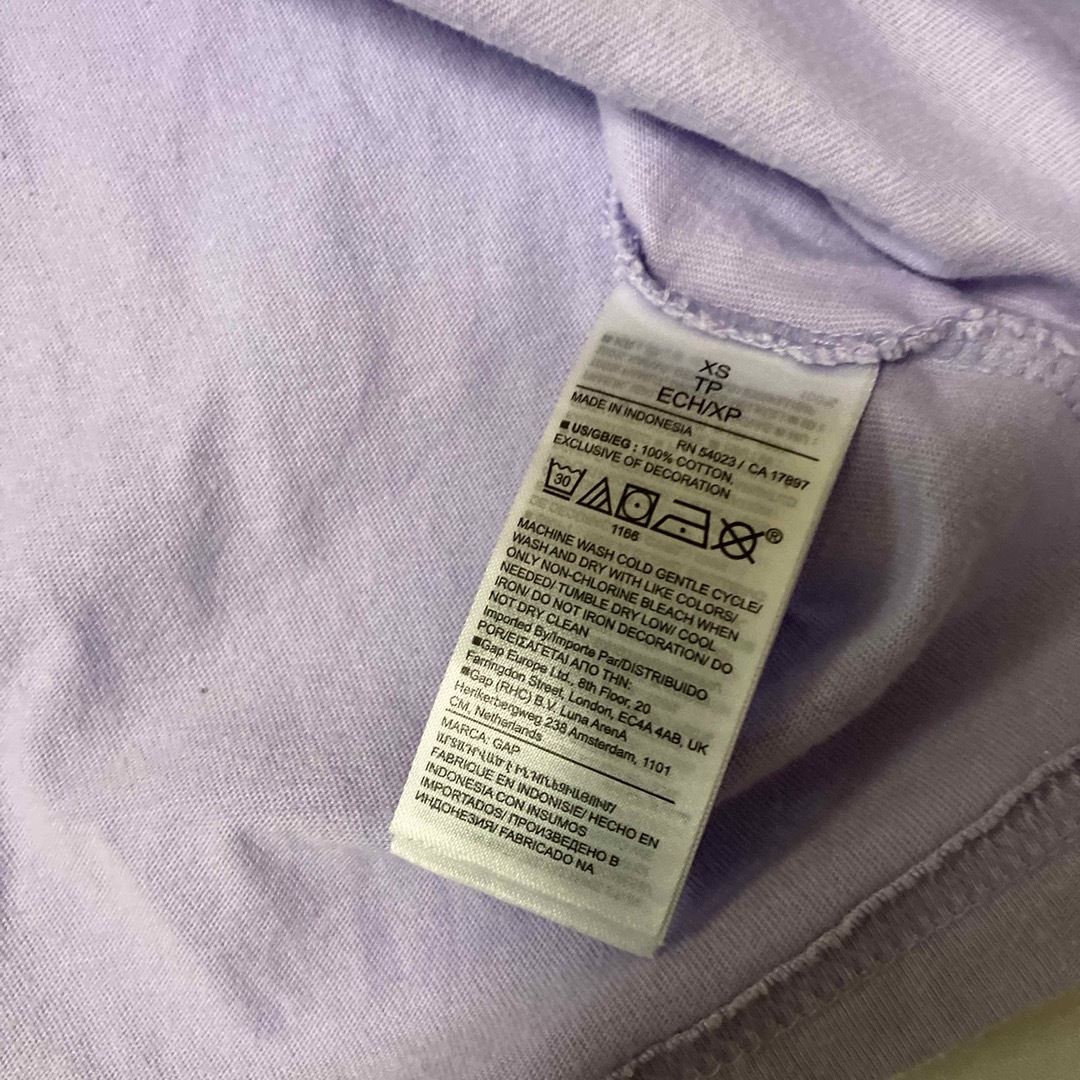 XS
TP
ECH/XP
MADE IN INDONESIA
RN 54023 / CA 17897
■ US/GB/EG : 100% COTTON,
EXCLUSIVE OF DECORATION
30
®
1166
MACHINE WASH COLD GENTLE CYCLE/
WASH AND DRY WITH LIKE COLORS/
ONLY NON-CHLORINE BLEACH WHEN
NEEDED/ TUMBLE DRY LOW/ COOL
IRON/ DO NOT IRON DECORATION/ DO
NOT DRY CLEAN
Imported By/Importe Par/DISTRIBUIDO
POR/ΕΙΣΑΓΕΤΑΙ ΑΠΟ ΤΗΝ:
■Gap Europe Ltd., 8th Floor, 20
Farringdon Street, London, EC4A 4AB, UK
■Gap (RHC) B.V. Luna ArenA
Herikerbergweg 238 Amsterdam, 1101
CM, Netherlands
MARCA: GAP
ԱՐՏԱԴՐՎԱԾ Է ԻՆԴՈՆԵԶԻԱՅՈՒՄ/
FABRIQUE EN INDONISIE/ HECHO EN
INDONESIA CON INSUMOS
IMPORTADOS/ ПРОИЗВЕДЕНО В
ИНДОНЕЗИЯ/ FABRICADO NA